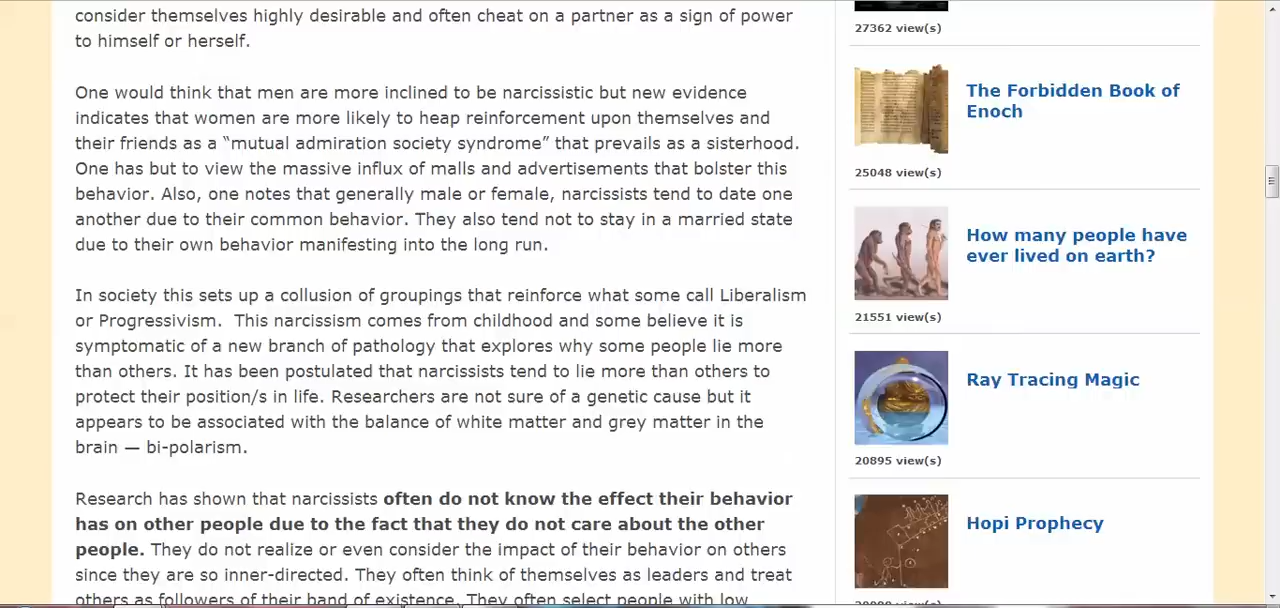 consider themselves highly desirable and often cheat on a partner as a sign of power
to himself or herself.
One would think that men are more inclined to be narcissistic but new evidence
indicates that women are more likely to heap reinforcement upon themselves and
their friends as a “mutual admiration society syndrome” that prevails as a sisterhood.
One has but to view the massive influx of malls and advertisements that bolster this
behavior. Also, one notes that generally male or female, narcissists tend to date one
another due to their common behavior. They also tend not to stay in a married state
due to their own behavior manifesting into the long run.
In society this sets up a collusion of groupings that reinforce what some call Liberalism
or Progressivism.  This narcissism comes from childhood and some believe it is
symptomatic of a new branch of pathology that explores why some people lie more
than others. It has been postulated that narcissists tend to lie more than others to
protect their position/s in life. Researchers are not sure of a genetic cause but it
appears to be associated with the balance of white matter and grey matter in the
brain — bi-polarism.
Research has shown that narcissists often do not know the effect their behavior
has on other people due to the fact that they do not care about the other
people. They do not realize or even consider the impact of their behavior on others
since they are so inner-directed. They often think of themselves as leaders and treat
others as followers of their band of existence. They often select people with low
27362 view(s)
The Forbidden Book of
Enoch
25048 view(s)
How many people have
ever lived on earth?
21551 view(s)
Ray Tracing Magic
20895 view(s)
Hopi Prophecy
view(s)